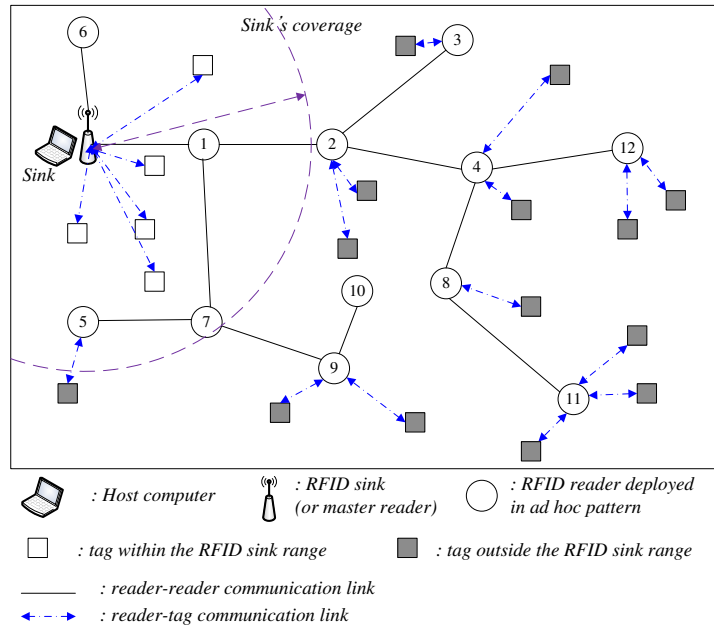 6
Sink's coverage
3
1
2
12
4
Sink
8
10
5
7
9
11
: Host computer
: RFID sink
(or master reader)
: RFID reader deployed
in ad hoc pattern
: tag within the RFID sink range
: tag outside the RFID sink range
: reader-reader communication link
: reader-tag communication link